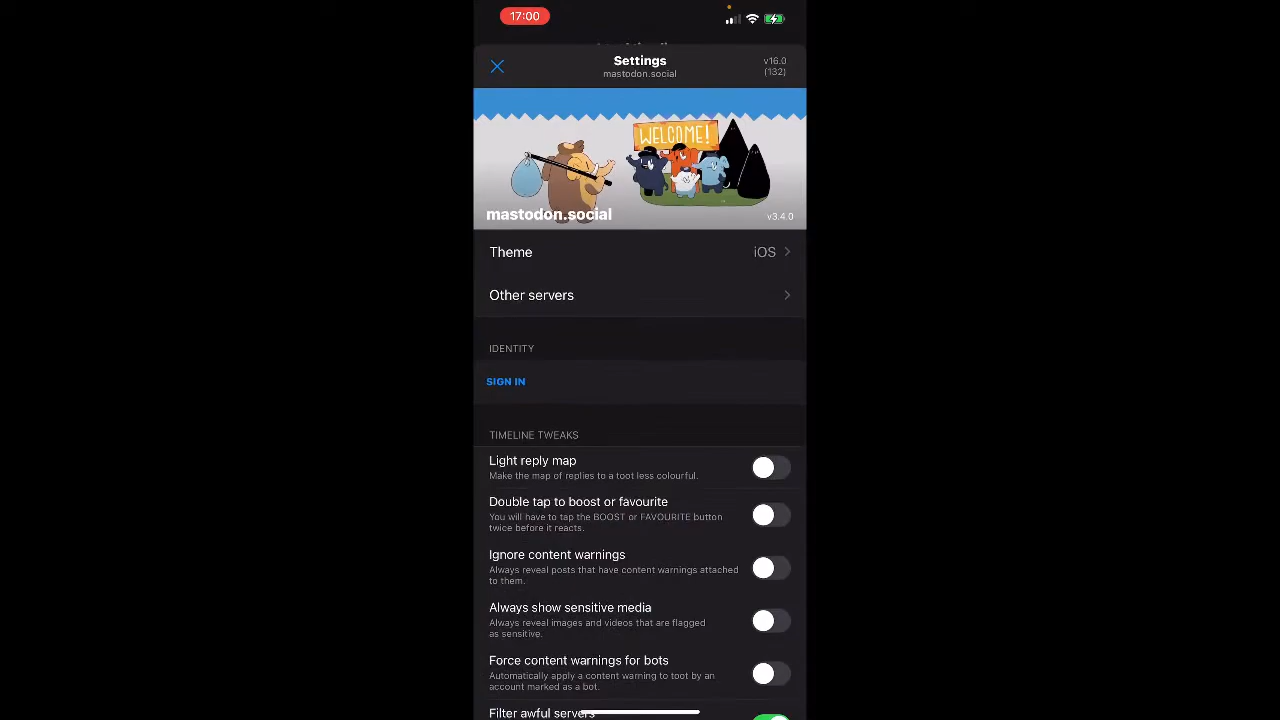 17:00
Settings
mastodon.social
v16.0
(132)
WELCOME!
mastodon.social
v3.4.0
Theme
iOS
Other servers
IDENTITY
SIGN IN
TIMELINE TWEAKS
Light reply map
Make the map of replies to a toot less colourful.
Double tap to boost or favourite
You will have to tap the BOOST or FAVOURITE button
twice before it reacts.
Ignore content warnings
Always reveal posts that have content warnings attached
to them.
Always show sensitive media
Always reveal images and videos that are flagged
as sensitive.
Force content warnings for bots
Automatically apply a content warning to toot by an
account marked as a bot.
Filter awful servers